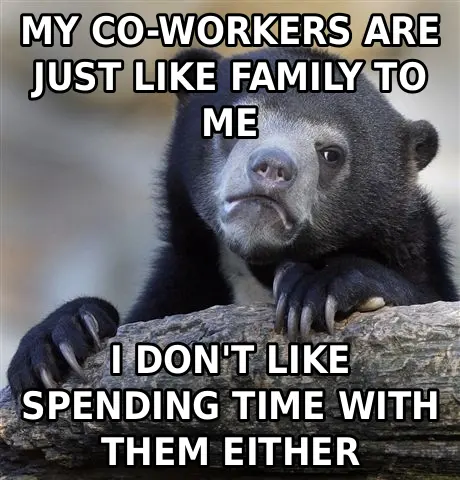 MY CO-WORKERS ARE
JUST LIKE FAMILY TO
ME
I DON'T LIKE
SPENDING TIME WITH
THEM EITHER